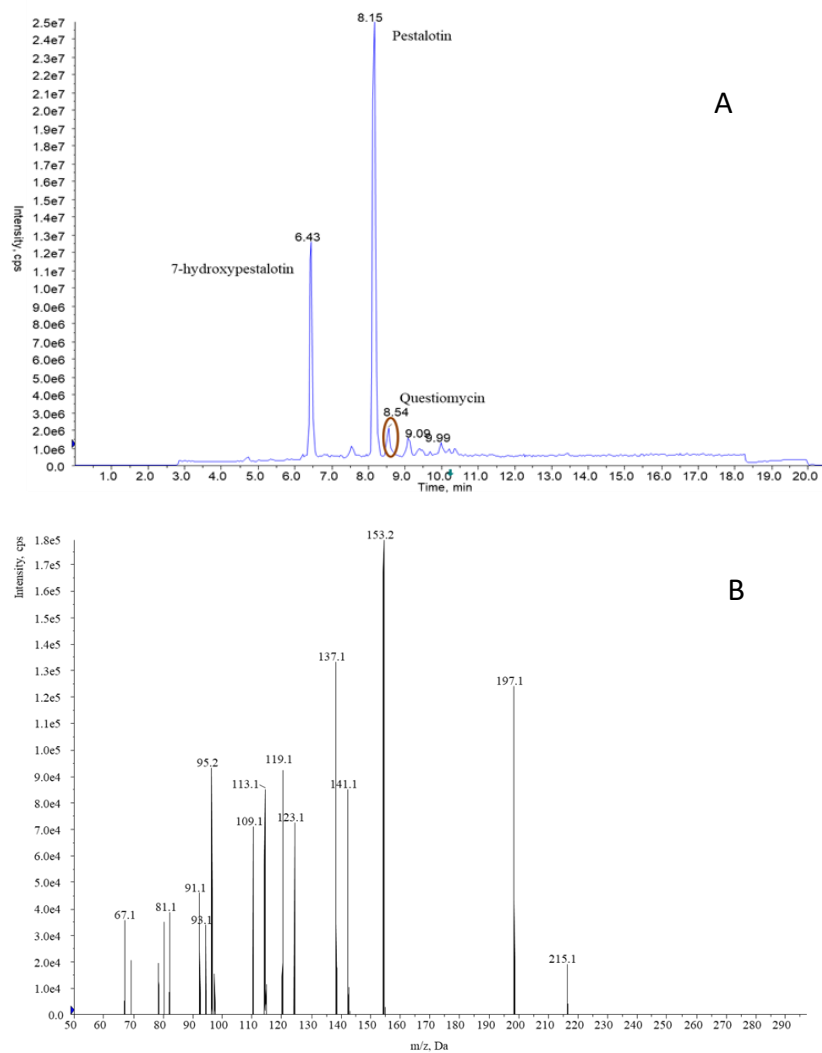 8.15
2.5e7
2.4e7
2.3e7
2.2e7
2.1e7
2.0e7
1.9e7
1.8e7
1.7e7
1.6e7
1.5e7
1.4e7
1.3e7
1.2e7
1.1e7
1.0e7
9.0e6
8.0e6
7.0e6
6.0e6
5.0e6
4.0e6
3.0e6
2.0e6
1.0e6
0.0
Intensity, cps
Pestalotin
A
6.43
7-hydroxypestalotin
Questiomycin
8.54
9.09
9.99
1.0 2.0 3.0 4.0 5.0 6.0 7.0 8.0 9.0 10.0 11.0 12.0 13.0 14.0 15.0 16.0 17.0 18.0 19.0 20.0
Time, min
Intensity, cps
1.8e5
1.7e5
1.6e5
1.5e5
1.4e5
1.3e5
1.2e5
1.1e5
1.0e5
9.0e4
8.0e4
7.0e4
6.0e4
5.0e4
4.0e4
3.0e4
2.0e4
1.0e4
0.0
153.2
B
137.1
197.1
95.2
119.1
113.1
141.1
109.1
123.1
91.1
67.1
81.1
93.1
215.1
50 60 70 80 90 100 110 120 130 140 150 160 170 180 190 200 210 220 230 240 250 260 270 280 290
m/z, Da